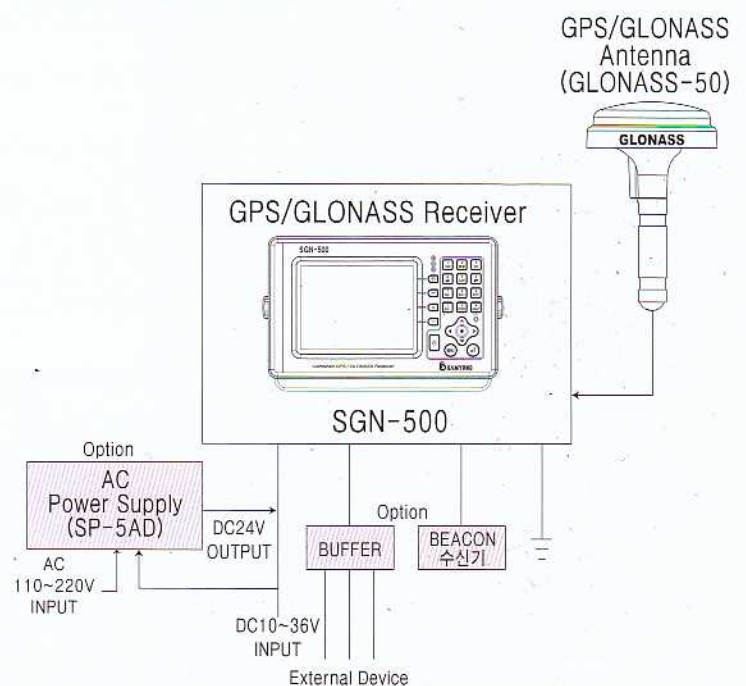 GPS/GLONASS
Antenna
(GLONASS-50)
GLONASS
GPS/GLONASS Receiver
SGN-500
SAMYUNG
SGN-500
Option
AC
Power Supply
(SP-5AD)
DC24V
OUTPUT
AC
110~220V
INPUT
DC10~36V
INPUT
Option
BUFFER
BEACON
수신기
External Device